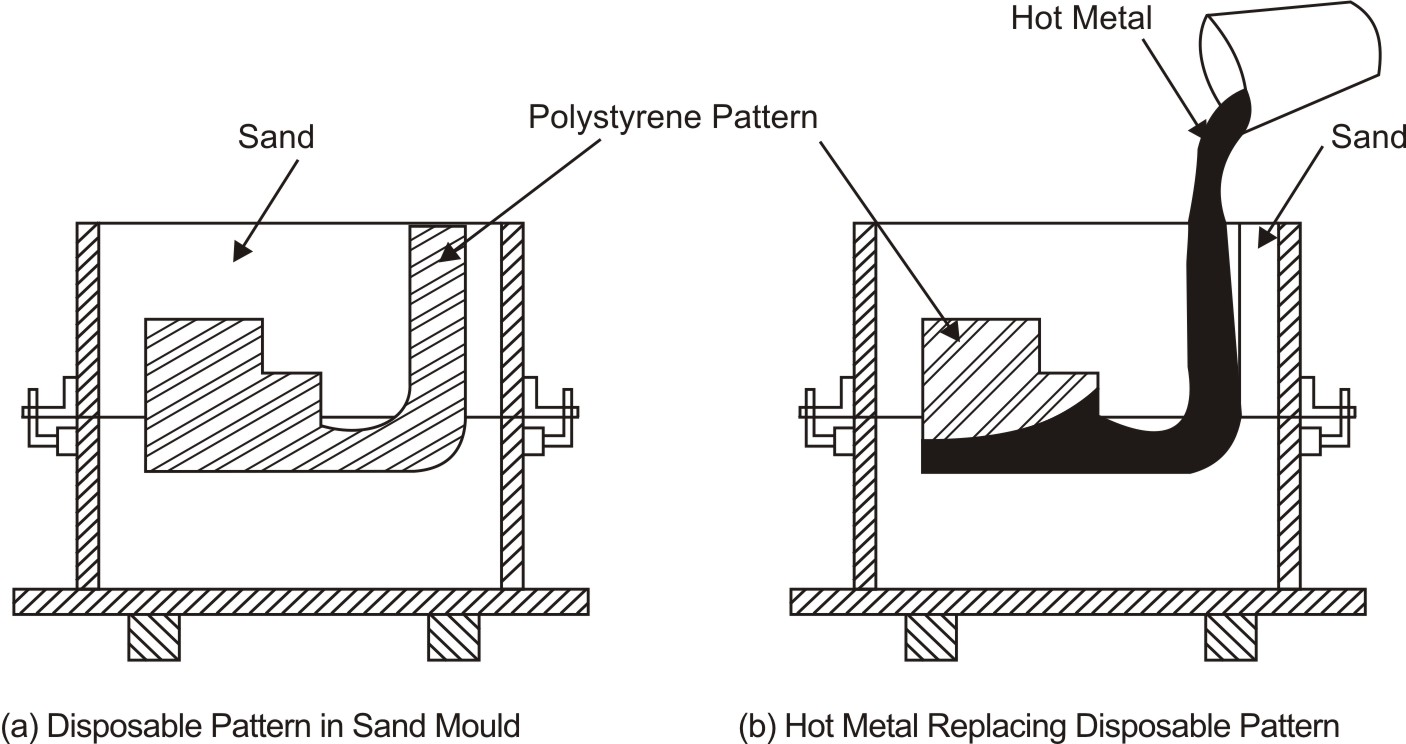 Hot Metal
Polystyrene Pattern
Sand
Sand
(a) Disposable Pattern in Sand Mould
(b) Hot Metal Replacing Disposable Pattern